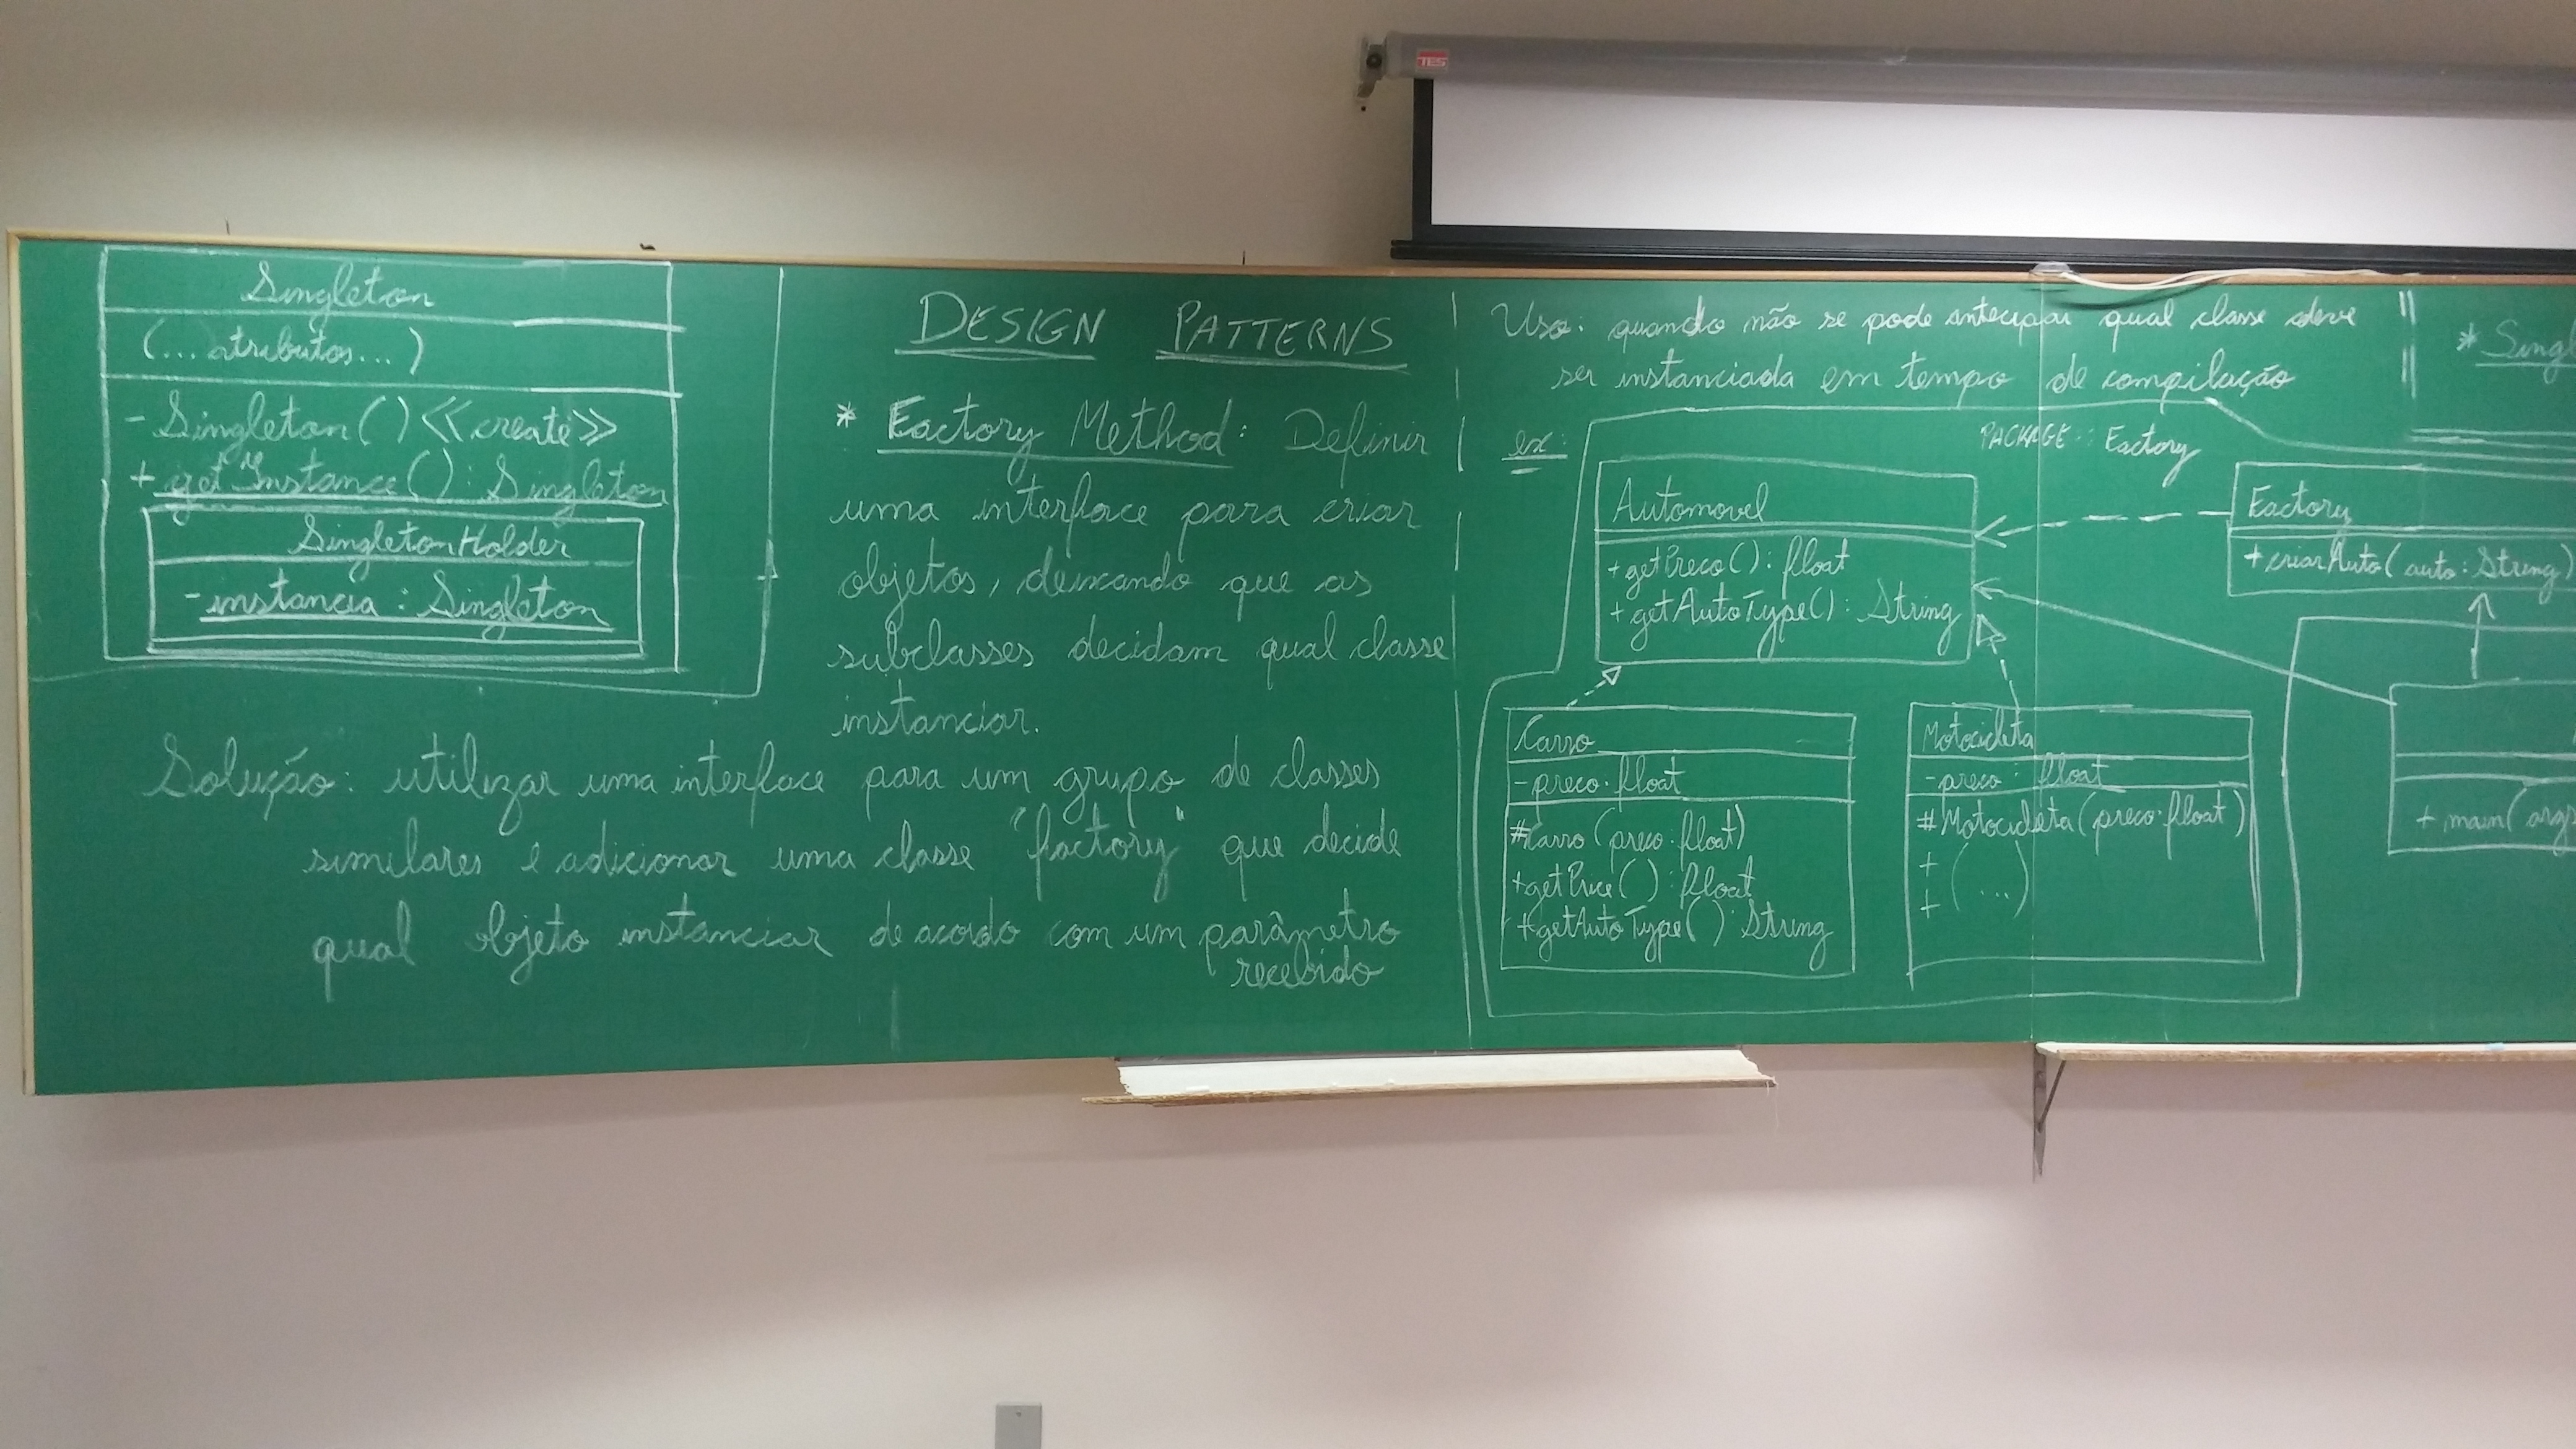 TES
Singleton
(... atributos...)
- Singleton() <<create>>
+ getInstance(): Singleton
SingletonHolder
- instancia: Singleton
DESIGN PATTERNS
* Factory Method: Definir
uma interface para criar
objetos, deixando que as
subclasses decidam qual classe
instanciar.
Solução: utilizar uma interface para um grupo de classes
similares e adicionar uma classe "factory" que decide
qual objeto instanciar de acordo com um parâmetro
recebido
Uso: quando não se pode antecipar qual classe deve
ser instanciada em tempo de compilação
ex:
PACKAGE: Factory
Automovel
+ getPreco(): float
+ getAutoType(): String
Factory
+ criarAuto(auto: String)
Carro
- preco: float
# Carro(preco: float)
+ getPrice(): float
+ getAutoType(): String
Motocicleta
- preco: float
# Motocicleta(preco: float)
+
+ (...)
+ main(args
* Singl